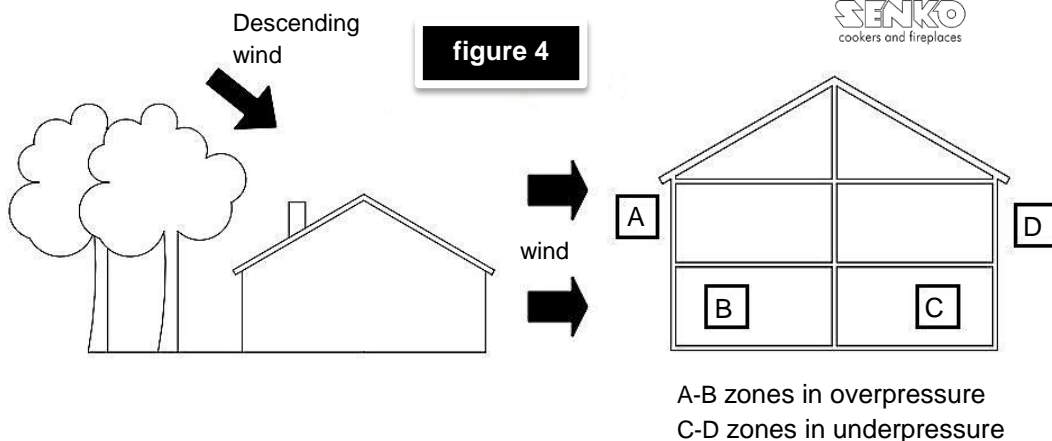 Descending
wind
figure 4
SENKO
cookers and fireplaces
A
wind
D
B
C
A-B zones in overpressure
C-D zones in underpressure